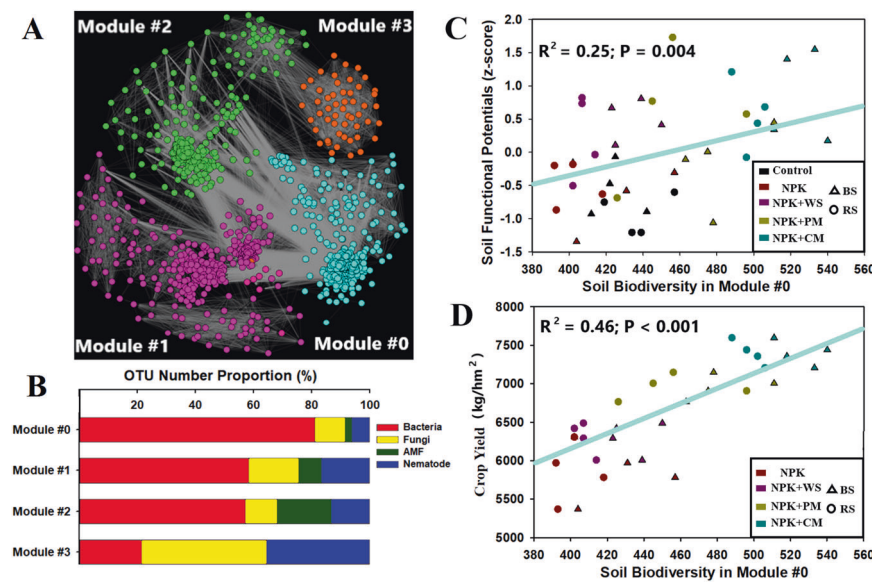 A
Module #2
Module #3
Module #1
Module #0
B
OTU Number Proportion (%)
20 40 60 80 100
Module #0
Module #1
Module #2
Module #3
Bacteria
Fungi
AMF
Nematode
C
R² = 0.25; P = 0.004
Soil Functional Potentials (z-score)
2.0
1.5
1.0
0.5
0.0
-0.5
-1.0
-1.5
Control
NPK
NPK+WS
NPK+PM
NPK+CM
BS
RS
380 400 420 440 460 480 500 520 540 560
Soil Biodiversity in Module #0
D
R² = 0.46; P < 0.001
Crop Yield (kg/hm²)
8000
7500
7000
6500
6000
5500
5000
NPK
NPK+WS
NPK+PM
NPK+CM
BS
RS
380 400 420 440 460 480 500 520 540 560
Soil Biodiversity in Module #0